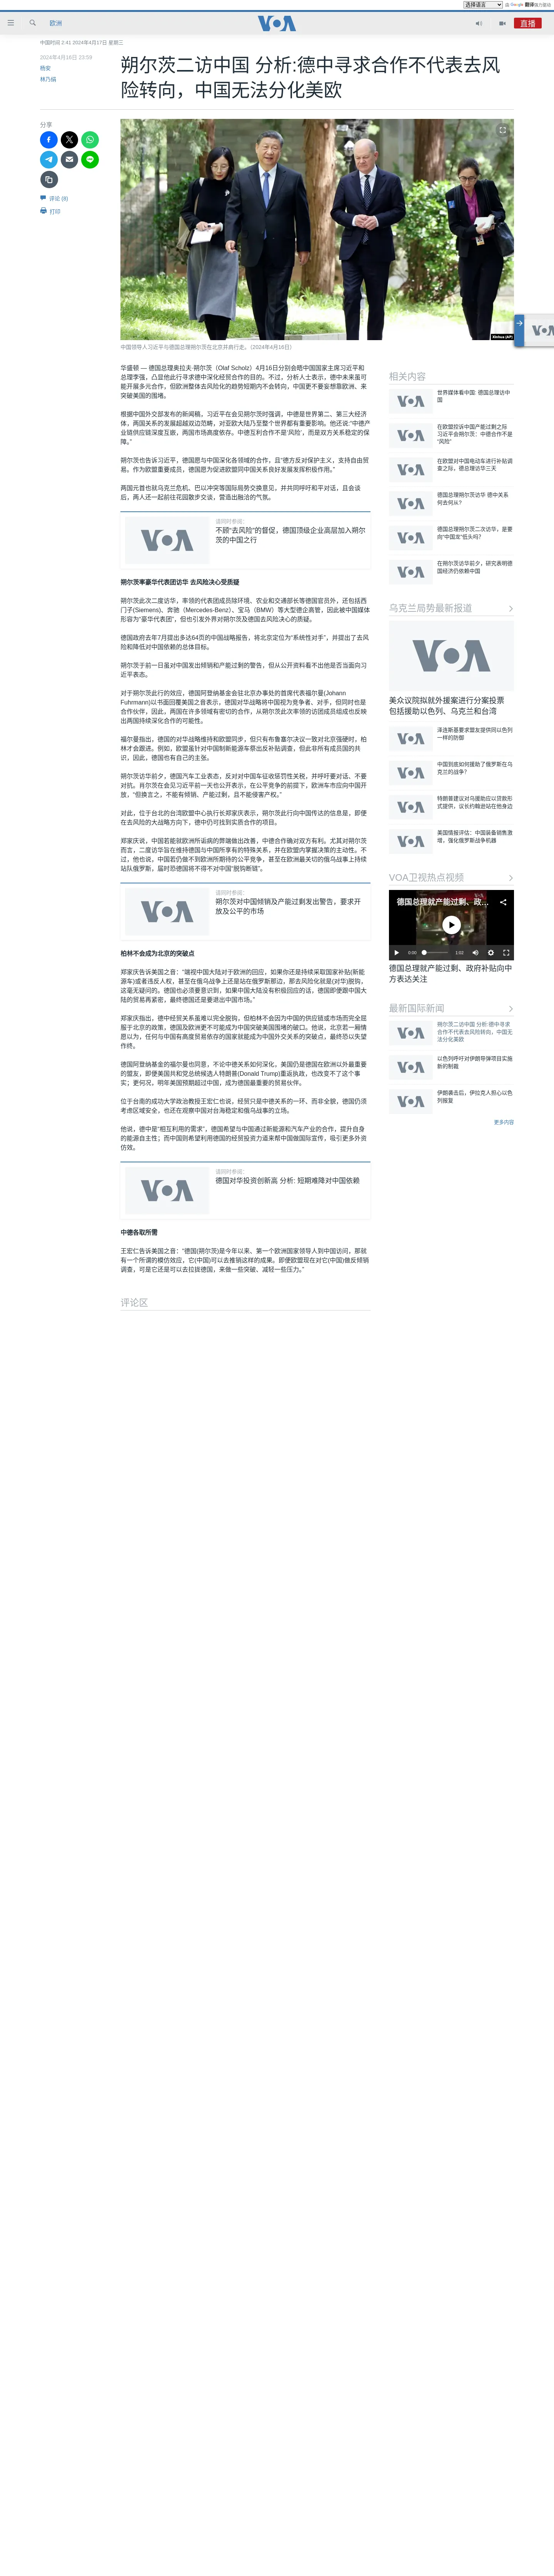 选择语言
由 Google 翻译强力驱动
欧洲
VOA
直播
中国时间 2:41 2024年4月17日 星期三
2024年4月16日 23:59
杨安
林乃绢
朔尔茨二访中国 分析:德中寻求合作不代表去风
险转向，中国无法分化美欧
分享
评论 (8)
打印
Xinhua (AP)
中国领导人习近平与德国总理朔尔茨在北京并肩行走。（2024年4月16日）
华盛顿 — 德国总理奥拉夫·朔尔茨（Olaf Scholz）4月16日分别会晤中国国家主席习近平和
总理李强，凸显他此行寻求德中深化经贸合作的目的。不过，分析人士表示，德中未来虽可
能开展多元合作，但欧洲整体去风险化的趋势短期内不会转向，中国更不要妄想靠欧洲、来
突破美国的围堵。
根据中国外交部发布的新闻稿，习近平在会见朔尔茨时强调，中德是世界第二、第三大经济
体，两国关系的发展超越双边范畴，对亚欧大陆乃至整个世界都有重要影响。他还说:“中德产
业链供应链深度互嵌，两国市场高度依存。中德互利合作不是‘风险’，而是双方关系稳定的保
障。”
朔尔茨也告诉习近平，德国愿与中国深化各领域的合作，且“德方反对保护主义，支持自由贸
易。作为欧盟重要成员，德国愿为促进欧盟同中国关系良好发展发挥积极作用。”
两国元首也就乌克兰危机、巴以冲突等国际局势交换意见，并共同呼吁和平对话，且会谈
后，两人还一起前往花园散步交谈，营造出融洽的气氛。
VOA
请同时参阅:
不顾“去风险”的督促，德国顶级企业高层加入朔尔
茨的中国之行
朔尔茨率豪华代表团访华 去风险决心受质疑
朔尔茨此次二度访华，率领的代表团成员除环境、农业和交通部长等德国官员外，还包括西
门子(Siemens)、奔驰（Mercedes-Benz）、宝马（BMW）等大型德企高管，因此被中国媒体
形容为“豪华代表团”，但也引发外界对朔尔茨及德国去风险决心的质疑。
德国政府去年7月提出多达64页的中国战略报告，将北京定位为“系统性对手”，并提出了去风
险和降低对中国依赖的总体目标。
朔尔茨于前一日虽对中国发出倾销和产能过剩的警告，但从公开资料看不出他是否当面向习
近平表态。
对于朔尔茨此行的效应，德国阿登纳基金会驻北京办事处的首席代表福尔曼(Johann
Fuhrmann)以书面回覆美国之音表示，德国对华战略将中国视为竞争者、对手，但同时也是
合作伙伴，因此，两国在许多领域有密切的合作，从朔尔茨此次率领的访团成员组成也反映
出两国持续深化合作的可能性。
福尔曼指出，德国的对华战略维持和欧盟同步，但只有布鲁塞尔决议一致对北京强硬时，柏
林才会跟进。例如，欧盟虽针对中国制新能源车祭出反补贴调查，但此非所有成员国的共
识，因此，德国也有自己的主张。
朔尔茨访华前夕，德国汽车工业表态，反对对中国车征收惩罚性关税，并呼吁要对话、不要
对抗。肖尔茨在会见习近平前一天也公开表示，在公平竞争的前提下，欧洲车市应向中国开
放，“但换言之，不能有倾销、产能过剩，且不能侵害产权。”
对此，位于台北的台湾欧盟中心执行长郑家庆表示，朔尔茨此行向中国传达的信息是，即便
在去风险的大战略方向下，德中仍可找到实质合作的项目。
郑家庆说，中国若能就欧洲所诟病的弊端做出改善，中德合作确对双方有利。尤其对朔尔茨
而言，二度访华旨在维持德国与中国所享有的特殊关系，并在欧盟内掌握决策的主动性。不
过，他也说，中国若仍做不到欧洲所期待的公平竞争，甚至在欧洲最关切的俄乌战事上持续
站队俄罗斯，届时恐德国将不得不对中国“脱钩断链”。
VOA
请同时参阅:
朔尔茨对中国倾销及产能过剩发出警告，要求开
放及公平的市场
柏林不会成为北京的突破点
郑家庆告诉美国之音：“端视中国大陆对于欧洲的回应，如果你还是持续采取国家补贴(新能
源车)或者违反人权，甚至在俄乌战争上还是站在俄罗斯那边，那去风险化就是(对华)脱钩，
这毫无疑问的。德国也必须要意识到，如果中国大陆没有积极回应的话，德国即便跟中国大
陆的贸易再紧密，最终德国还是要退出中国市场。”
郑家庆指出，德中经贸关系虽难以完全脱钩，但柏林不会因为中国的供应链或市场而完全屈
服于北京的政策，德国及欧洲更不可能成为中国突破美国围堵的破口。他说，北京若一厢情
愿以为，任何与中国有高度贸易依存的国家就能成为中国外交关系的突破点，最终恐以失望
作终。
德国阿登纳基金的福尔曼也同意，不论中德关系如何深化，美国仍是德国在欧洲以外最重要
的盟友，即便美国共和党总统候选人特朗普(Donald Trump)重返执政，也改变不了这个事
实；更何况，明年美国预期超过中国，成为德国最重要的贸易伙伴。
位于台南的成功大学政治教授王宏仁也说，经贸只是中德关系的一环、而非全貌，德国仍须
考虑区域安全，也还在观察中国对台海稳定和俄乌战事的立场。
他说，德中是“相互利用的需求”，德国希望与中国通过新能源和汽车产业的合作，提升自身
的能源自主性；而中国则希望利用德国的经贸投资力道来帮中国做国际宣传，吸引更多外资
仿效。
VOA
请同时参阅:
德国对华投资创新高 分析: 短期难降对中国依赖
中德各取所需
王宏仁告诉美国之音：“德国(朔尔茨)是今年以来、第一个欧洲国家领导人到中国访问，那就
有一个所谓的模仿效应，它(中国)可以去推销这样的成果。即便欧盟现在对它(中国)做反倾销
调查，可是它还是可以去拉拢德国，来做一些突破、减轻一些压力。”
评论区
相关内容
VOA
世界媒体看中国: 德国总理访中
国
VOA
在欧盟控诉中国产能过剩之际
习近平会朔尔茨：中德合作不是
“风险”
VOA
在欧盟对中国电动车进行补贴调
查之际，德总理访华三天
VOA
德国总理朔尔茨访华 德中关系
何去何从?
VOA
德国总理朔尔茨二次访华，是要
向“中国龙”低头吗?
VOA
在朔尔茨访华前夕，研究表明德
国经济仍依赖中国
乌克兰局势最新报道
VOA
美众议院拟就外援案进行分案投票
包括援助以色列、乌克兰和台湾
VOA
泽连斯基要求盟友提供同以色列
一样的防御
VOA
中国到底如何援助了俄罗斯在乌
克兰的战争?
VOA
特朗普建议对乌援助应以贷款形
式提供，议长约翰逊站在他身边
VOA
美国情报评估：中国装备销售激
增，强化俄罗斯战争机器
VOA卫视热点视频
德国总理就产能过剩、政...
0:00
1:02
德国总理就产能过剩、政府补贴向中
方表达关注
最新国际新闻
VOA
朔尔茨二访中国 分析:德中寻求
合作不代表去风险转向，中国无
法分化美欧
VOA
以色列呼吁对伊朗导弹项目实施
新的制裁
VOA
伊朗袭击后，伊拉克人担心以色
列报复
更多内容